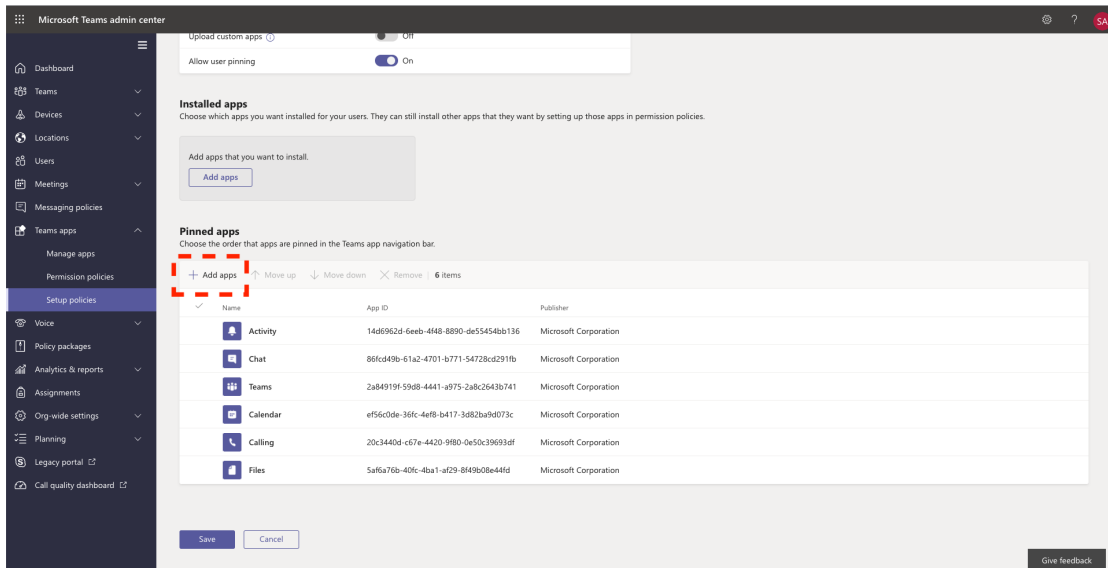 Microsoft Teams admin center
?
SA
Dashboard
Teams
Devices
Locations
Users
Meetings
Messaging policies
Teams apps
Manage apps
Permission policies
Setup policies
Voice
Policy packages
Analytics & reports
Assignments
Org-wide settings
Planning
Legacy portal
Call quality dashboard
Upload custom apps
Off
Allow user pinning
On
Installed apps
Choose which apps you want installed for your users. They can still install other apps that they want by setting up those apps in permission policies.
Add apps that you want to install.
Add apps
Pinned apps
Choose the order that apps are pinned in the Teams app navigation bar.
+ Add apps ↑ Move up ↓ Move down × Remove | 6 items
Name App ID Publisher
Activity 14d6962d-6eeb-4f48-8890-de55454bb136 Microsoft Corporation
Chat 86fcd49b-61a2-4701-b771-54728cd291fb Microsoft Corporation
Teams 2a84919f-59d8-4441-a975-2a8c2643b741 Microsoft Corporation
Calendar ef56c0de-36fc-4ef8-b417-3d82ba9d073c Microsoft Corporation
Calling 20c3440d-c67e-4420-9f80-0e50c39693df Microsoft Corporation
Files 5af6a76b-40fc-4ba1-af29-8f49b08e44fd Microsoft Corporation
Save Cancel
Give feedback